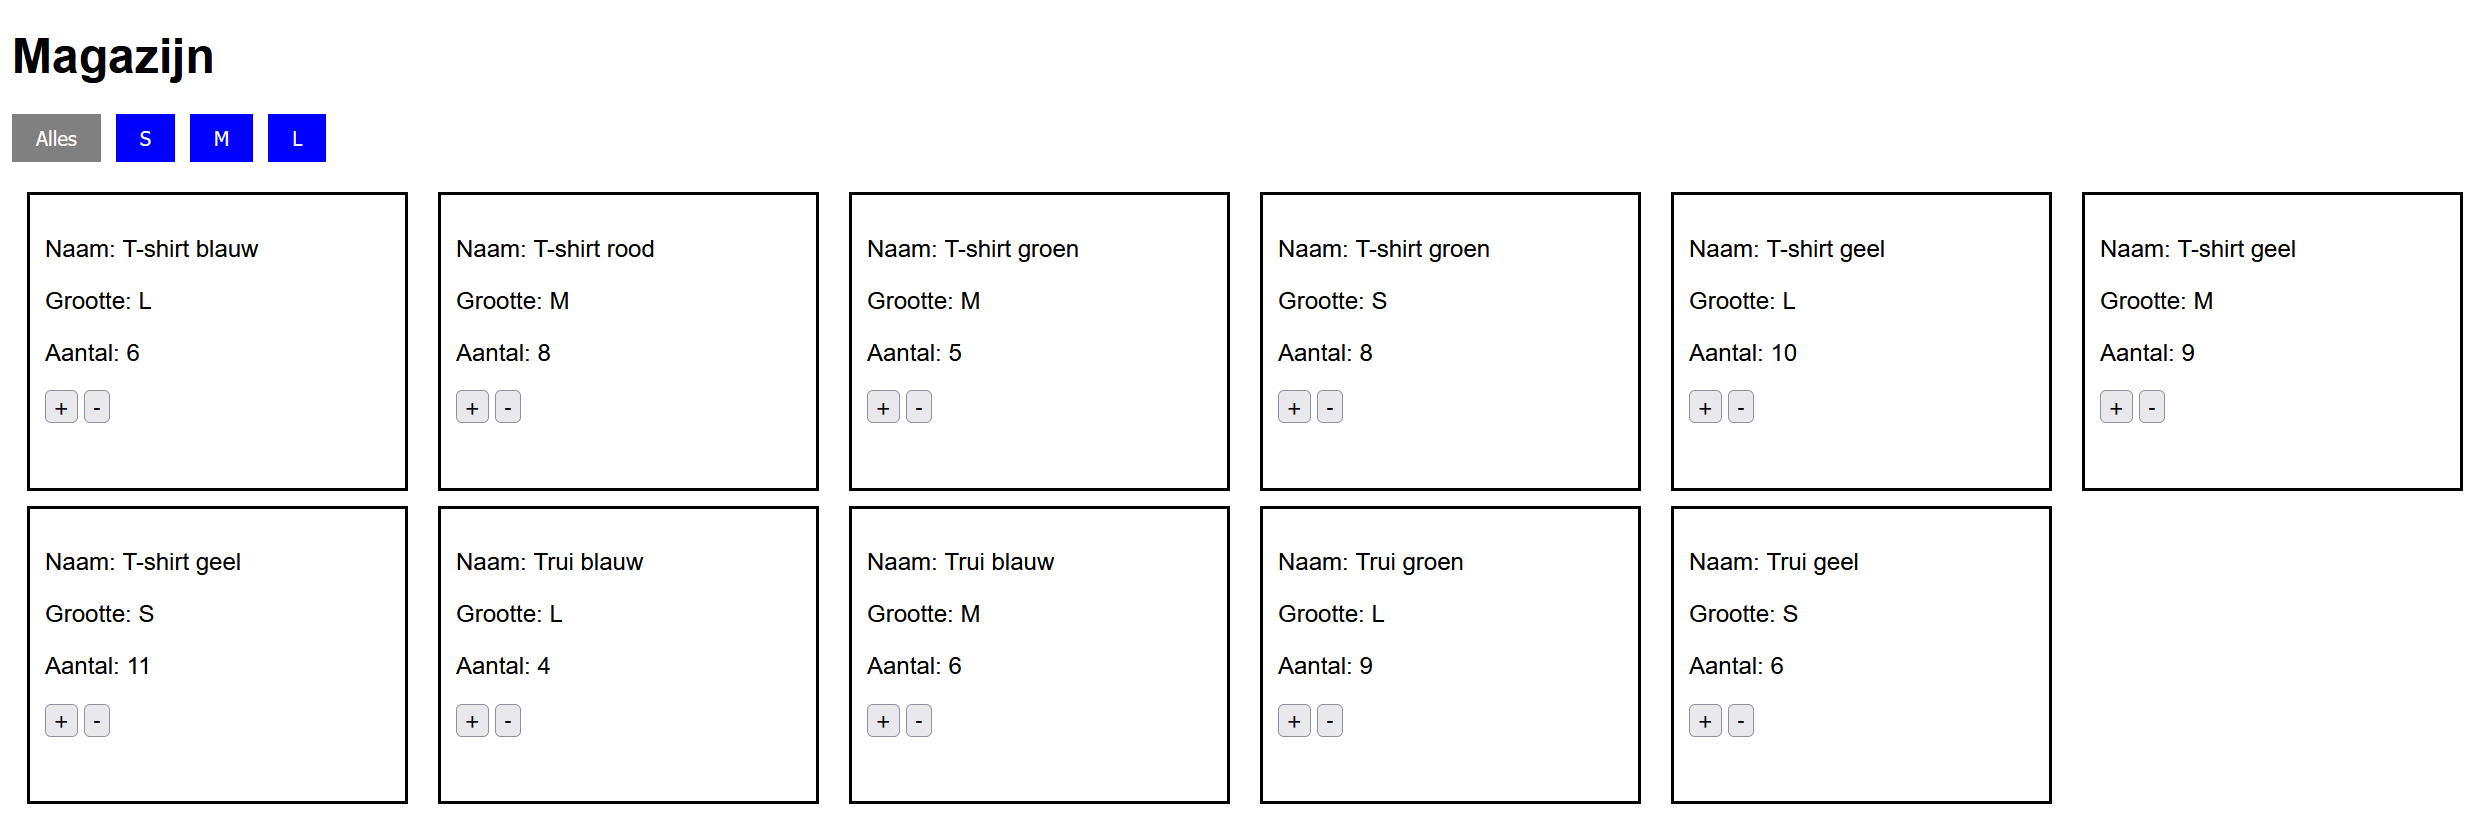 Magazijn
Alles S M L
Naam: T-shirt blauw
Grootte: L
Aantal: 6
+ -
Naam: T-shirt rood
Grootte: M
Aantal: 8
+ -
Naam: T-shirt groen
Grootte: M
Aantal: 5
+ -
Naam: T-shirt groen
Grootte: S
Aantal: 8
+ -
Naam: T-shirt geel
Grootte: L
Aantal: 10
+ -
Naam: T-shirt geel
Grootte: M
Aantal: 9
+ -
Naam: T-shirt geel
Grootte: S
Aantal: 11
+ -
Naam: Trui blauw
Grootte: L
Aantal: 4
+ -
Naam: Trui blauw
Grootte: M
Aantal: 6
+ -
Naam: Trui groen
Grootte: L
Aantal: 9
+ -
Naam: Trui geel
Grootte: S
Aantal: 6
+ -